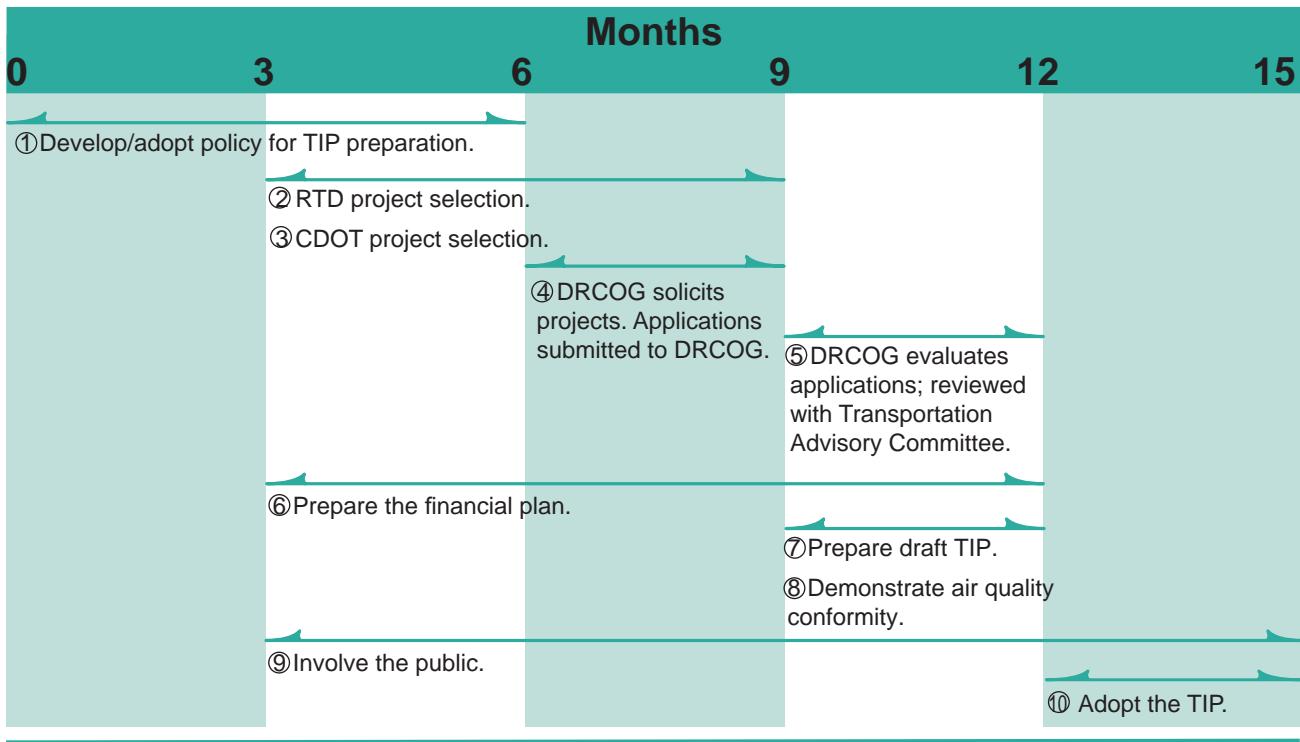 Months
0 3 6 9 12 15
①Develop/adopt policy for TIP preparation.
② RTD project selection.
③CDOT project selection.
④DRCOG solicits
projects. Applications
submitted to DRCOG.
⑤DRCOG evaluates
applications; reviewed
with Transportation
Advisory Committee.
⑥Prepare the financial plan.
⑦Prepare draft TIP.
⑧Demonstrate air quality
conformity.
⑨Involve the public.
⑩ Adopt the TIP.